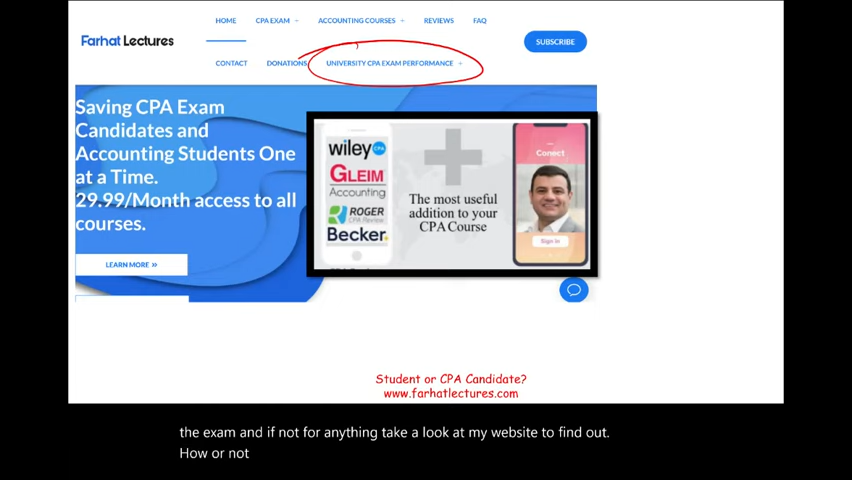 HOME CPA EXAM ACCOUNTING COURSES REVIEWS FAQ
Farhat Lectures
SUBSCRIBE
CONTACT DONATIONS UNIVERSITY CPA EXAM PERFORMANCE
Saving CPA Exam
Candidates and
Accounting Students One
at a Time.
29.99/Month access to all
courses.
LEARN MORE »
wiley CPA
GLEIM
Accounting
ROGER
CPA Review
Becker.
The most useful
addition to your
CPA Course
Conect
Sign in
Student or CPA Candidate?
www.farhatlectures.com
the exam and if not for anything take a look at my website to find out.
How or not